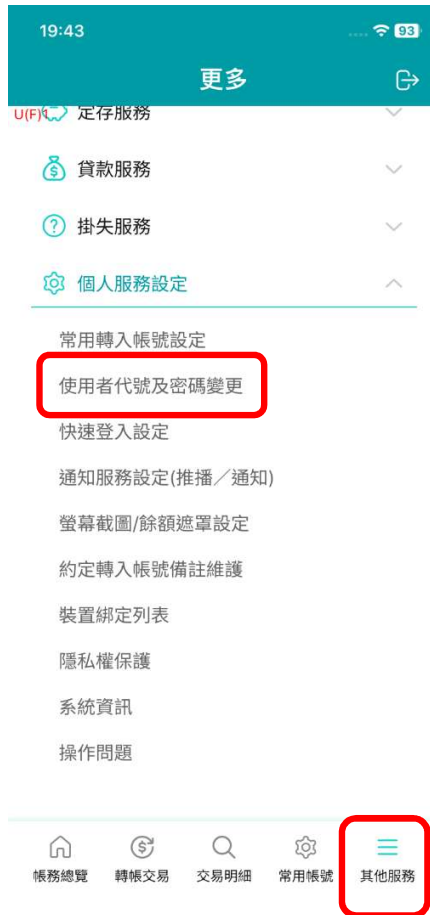 19:43
93
更多
U(F)1
定存服務
貸款服務
掛失服務
個人服務設定
常用轉入帳號設定
使用者代號及密碼變更
快速登入設定
通知服務設定(推播／通知)
螢幕截圖/餘額遮罩設定
約定轉入帳號備註維護
裝置綁定列表
隱私權保護
系統資訊
操作問題
帳務總覽 轉帳交易 交易明細 常用帳號 其他服務